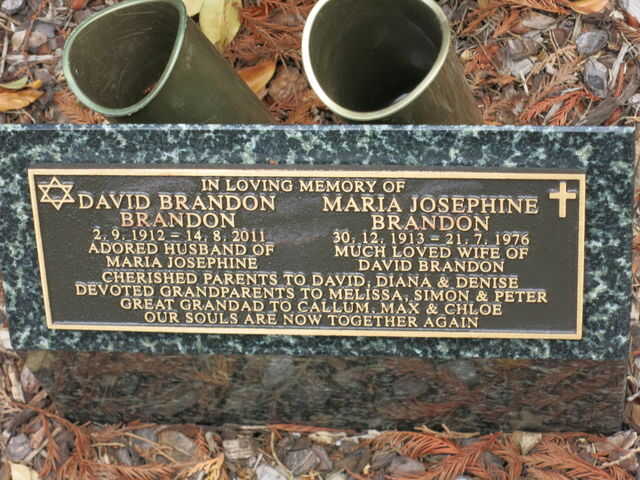 IN LOVING MEMORY OF
DAVID BRANDON BRANDON
2. 9. 1912 = 14. 8. 2011
ADORED HUSBAND OF
MARIA JOSEPHINE
MARIA JOSEPHINE
BRANDON
30. 12. 1913 = 21. 7. 1976
MUCH LOVED WIFE OF
DAVID BRANDON
CHERISHED PARENTS TO DAVID, DIANA & DENISE
DEVOTED GRANDPARENTS TO MELISSA, SIMON & PETER
GREAT GRANDAD TO CALLUM, MAX & CHLOE
OUR SOULS ARE NOW TOGETHER AGAIN